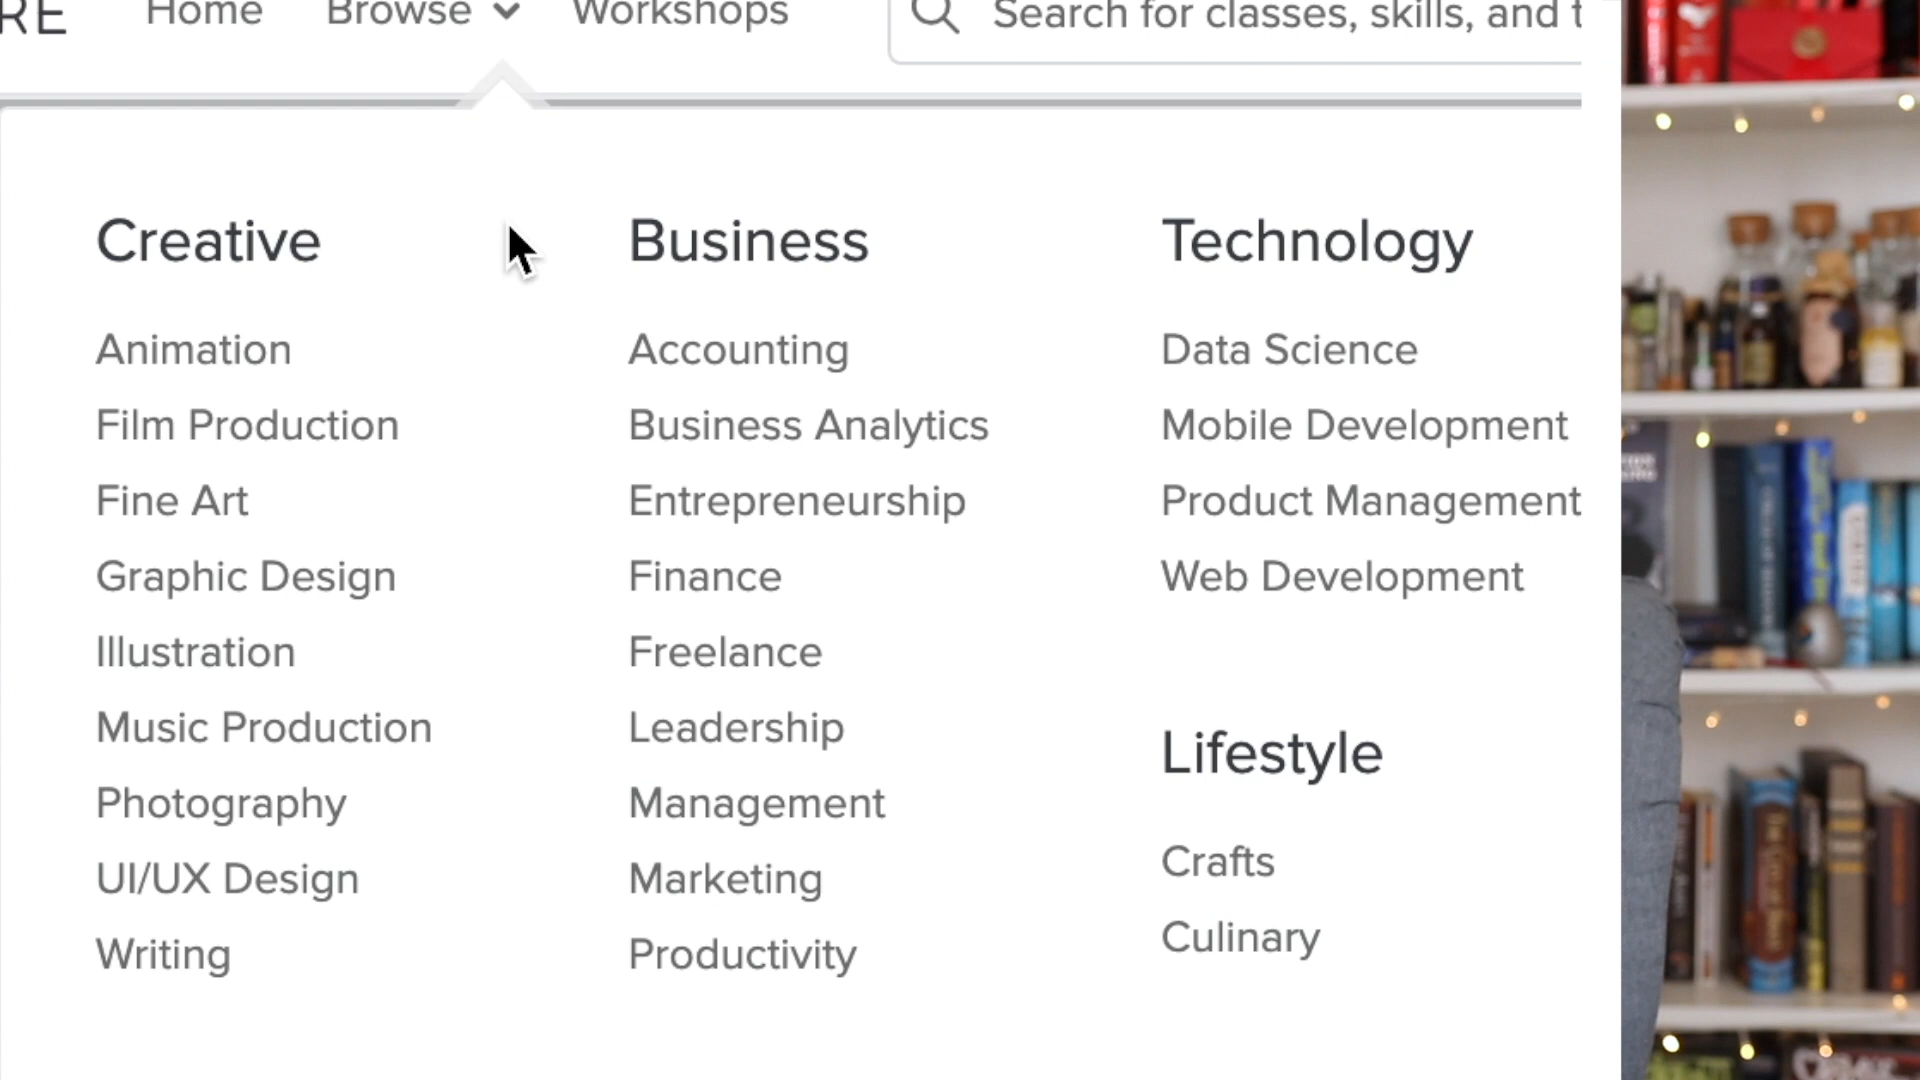 RE Home Browse Workshops Search for classes, skills, and t
Creative
Animation
Film Production
Fine Art
Graphic Design
Illustration
Music Production
Photography
UI/UX Design
Writing
Business
Accounting
Business Analytics
Entrepreneurship
Finance
Freelance
Leadership
Management
Marketing
Productivity
Technology
Data Science
Mobile Development
Product Management
Web Development
Lifestyle
Crafts
Culinary